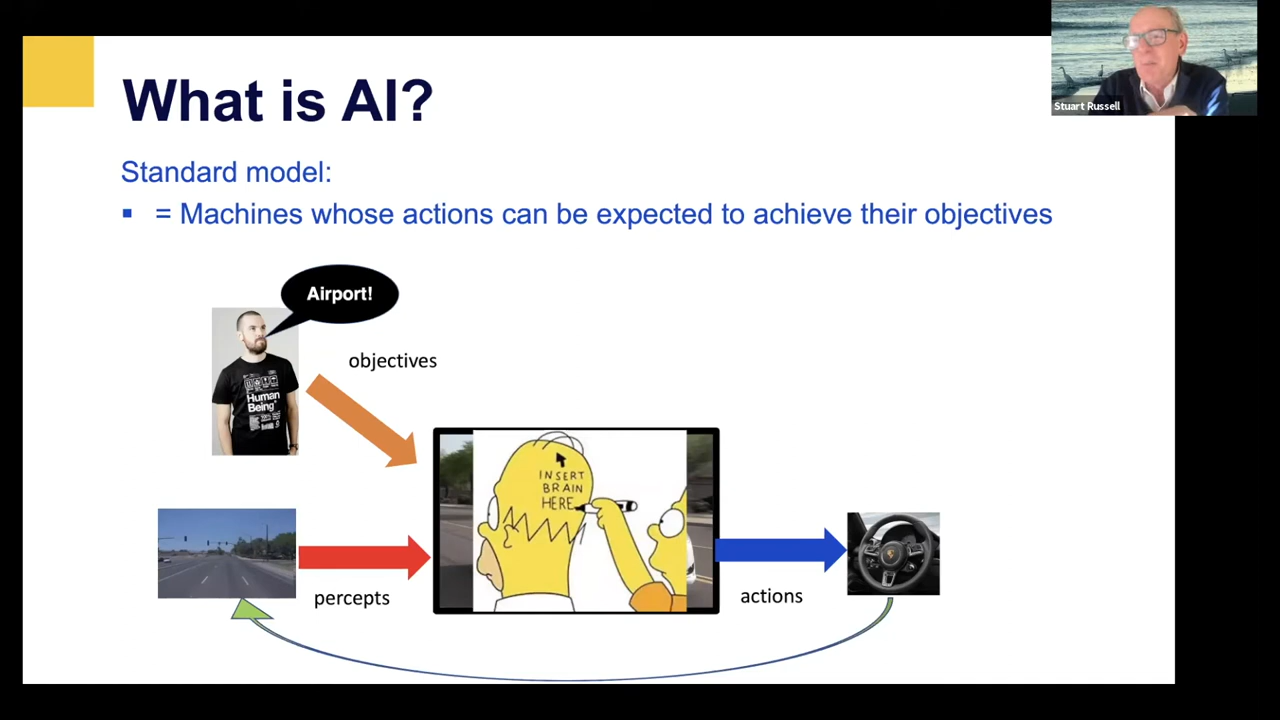 What is AI?
Stuart Russell
Standard model:
▪ = Machines whose actions can be expected to achieve their objectives
Airport!
objectives
Human
Being
INSERT
BRAIN
HERE
percepts
actions